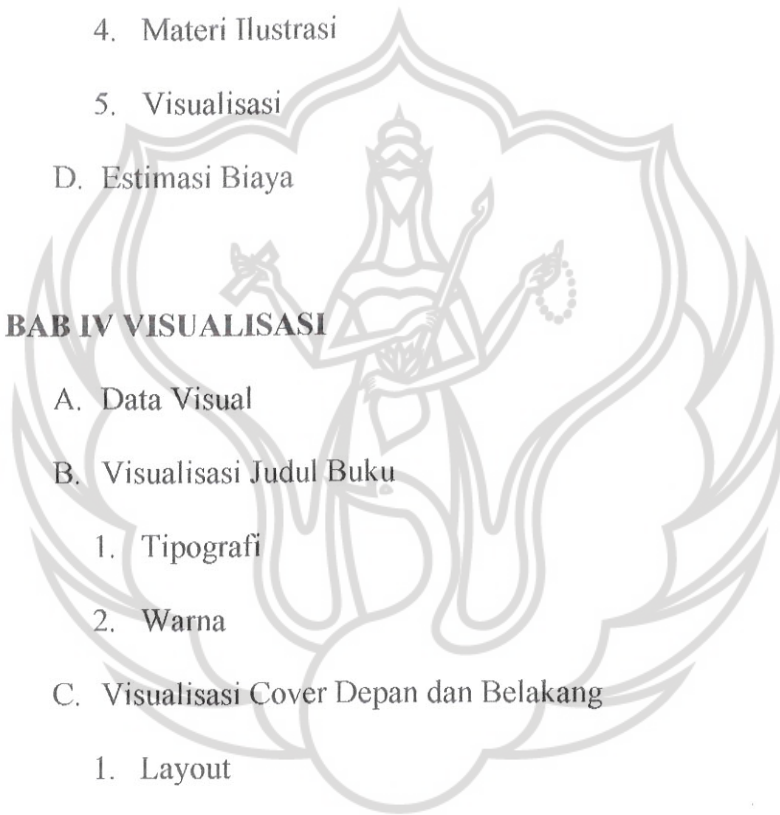 4. Materi Ilustrasi
5. Visualisasi
D. Estimasi Biaya
BAB IV VISUALISASI
A. Data Visual
B. Visualisasi Judul Buku
1. Tipografi
2. Warna
C. Visualisasi Cover Depan dan Belakang
1. Layout